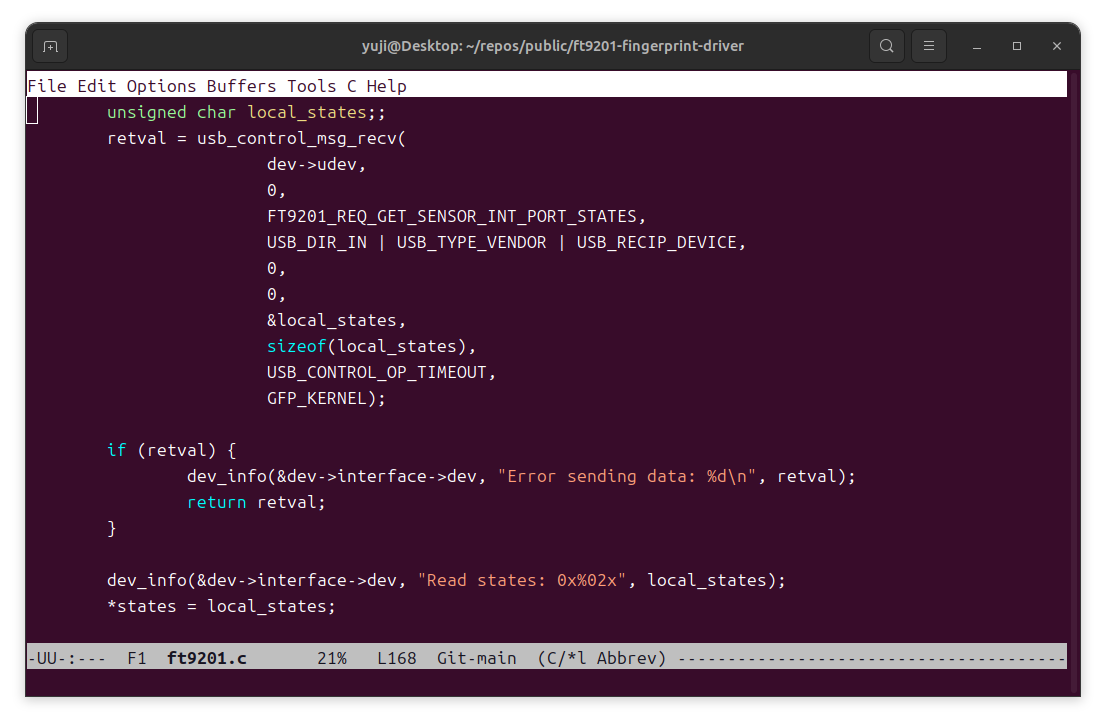 yuji@Desktop: ~/repos/public/ft9201-fingerprint-driver
File Edit Options Buffers Tools C Help
unsigned char local_states;;
retval = usb_control_msg_recv(
dev->udev,
0,
FT9201_REQ_GET_SENSOR_INT_PORT_STATES,
USB_DIR_IN | USB_TYPE_VENDOR | USB_RECIP_DEVICE,
0,
0,
&local_states,
sizeof(local_states),
USB_CONTROL_OP_TIMEOUT,
GFP_KERNEL);
if (retval) {
dev_info(&dev->interface->dev, "Error sending data: %d\n", retval);
return retval;
}
dev_info(&dev->interface->dev, "Read states: 0x%02x", local_states);
*states = local_states;
-UU-:--- F1 ft9201.c 21% L168 Git-main (C/*l Abbrev) ---------------------------------------